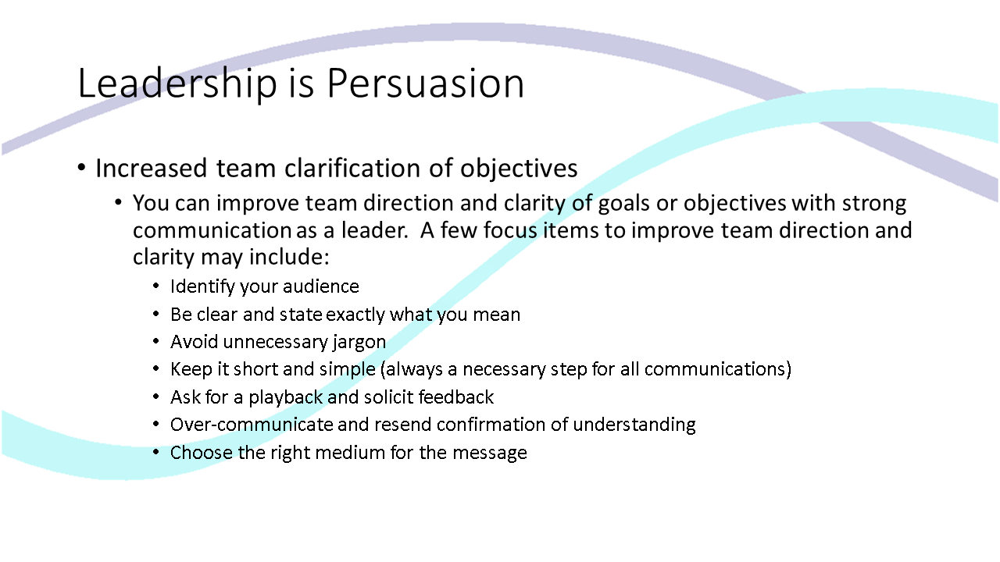 Leadership is Persuasion
• Increased team clarification of objectives
• You can improve team direction and clarity of goals or objectives with strong
communication as a leader.  A few focus items to improve team direction and
clarity may include:
• Identify your audience
• Be clear and state exactly what you mean
• Avoid unnecessary jargon
• Keep it short and simple (always a necessary step for all communications)
• Ask for a playback and solicit feedback
• Over-communicate and resend confirmation of understanding
• Choose the right medium for the message